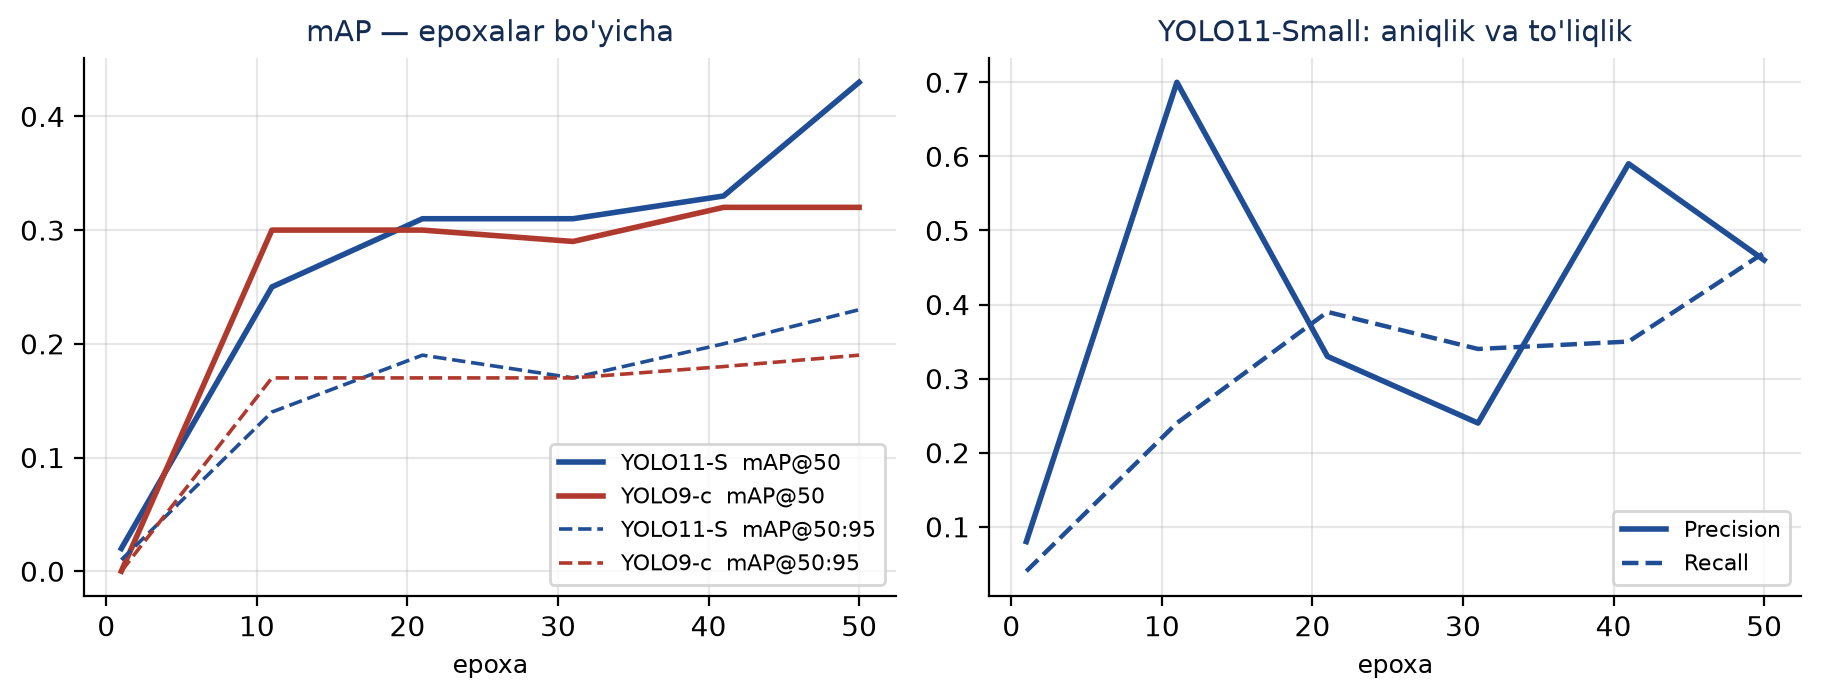 mAP — epoxalar bo'yicha
0.4
0.3
0.2
0.1
0.0
YOLO11-S mAP@50
YOLO9-c mAP@50
YOLO11-S mAP@50:95
YOLO9-c mAP@50:95
0 10 20 30 40 50
epoxa
YOLO11-Small: aniqlik va to'liqlik
0.7
0.6
0.5
0.4
0.3
0.2
0.1
Precision
Recall
0 10 20 30 40 50
epoxa